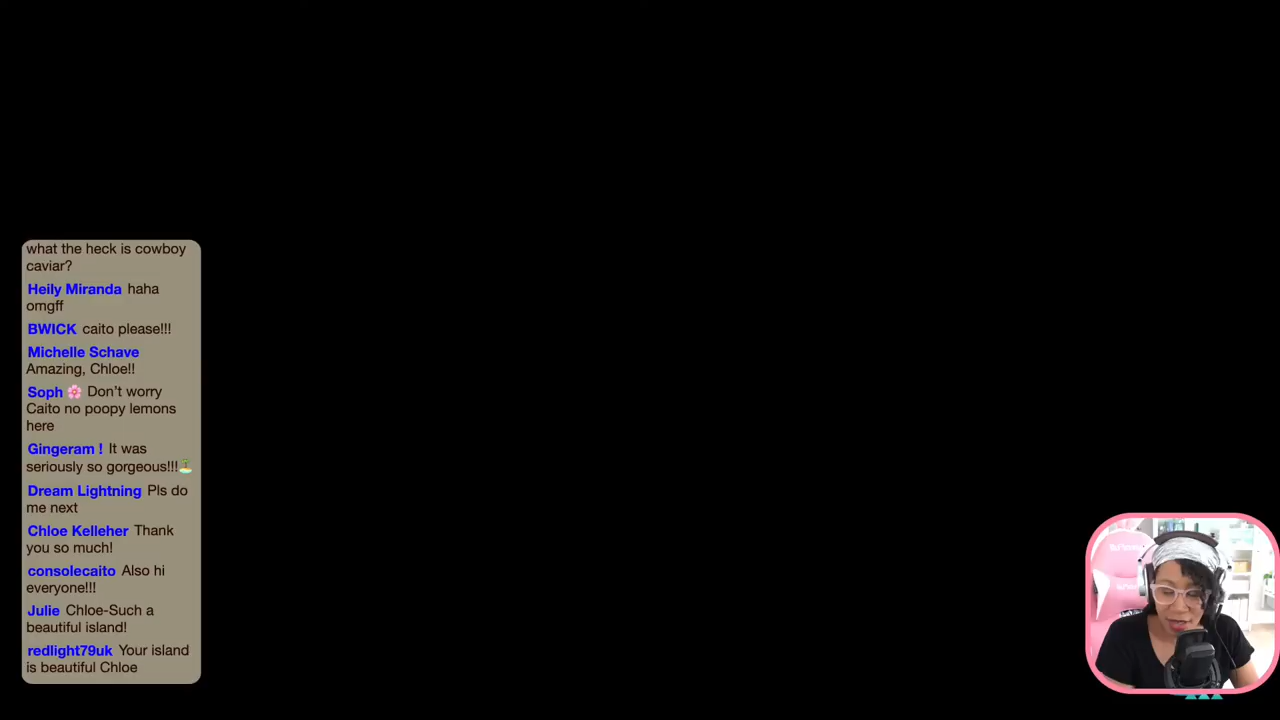 what the heck is cowboy
caviar?
Heily Miranda haha
omgff
BWICK caito please!!!
Michelle Schave
Amazing, Chloe!!
Soph 🌸 Don’t worry
Caito no poopy lemons
here
Gingeram ! It was
seriously so gorgeous!!!🏝️
Dream Lightning Pls do
me next
Chloe Kelleher Thank
you so much!
consolecaito Also hi
everyone!!!
Julie Chloe-Such a
beautiful island!
redlight79uk Your island
is beautiful Chloe